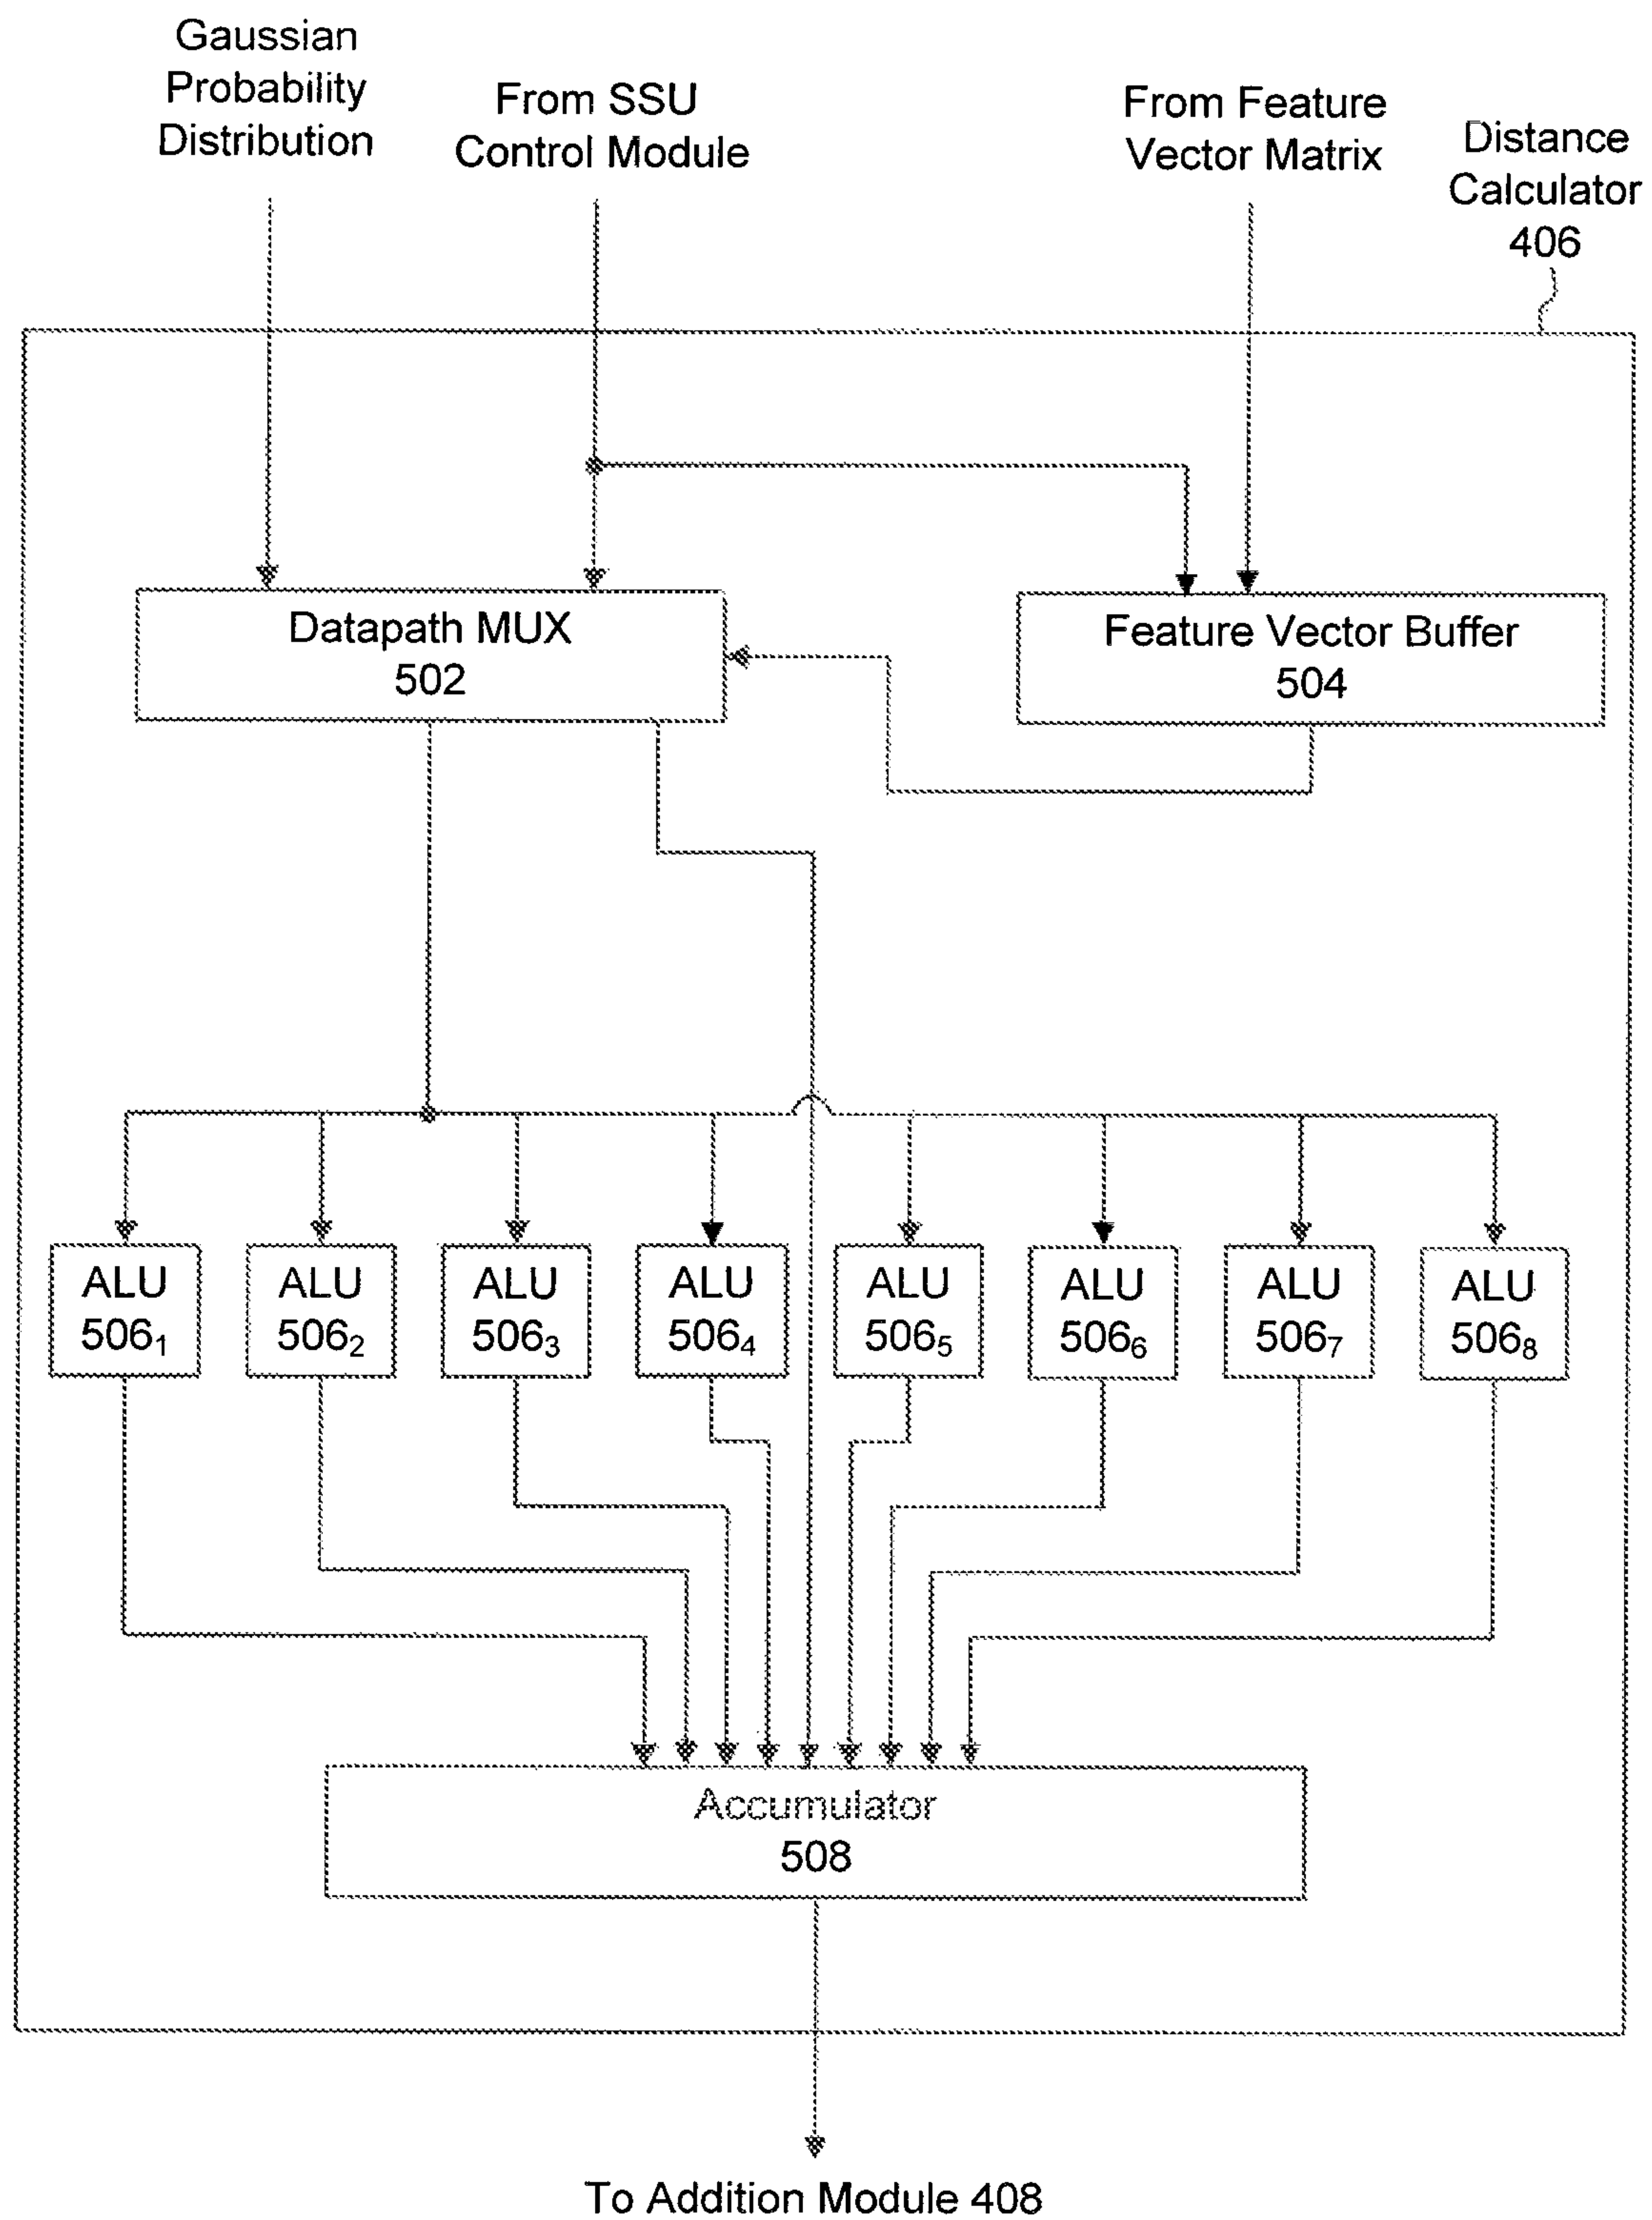 Gaussian
Probability
Distribution
From SSU
Control Module
From Feature
Vector Matrix
Distance
Calculator
406
Datapath MUX
502
Feature Vector Buffer
504
ALU
506₁
ALU
506₂
ALU
506₃
ALU
506₄
ALU
506₅
ALU
506₆
ALU
506₇
ALU
506₈
Accumulator
508
To Addition Module 408